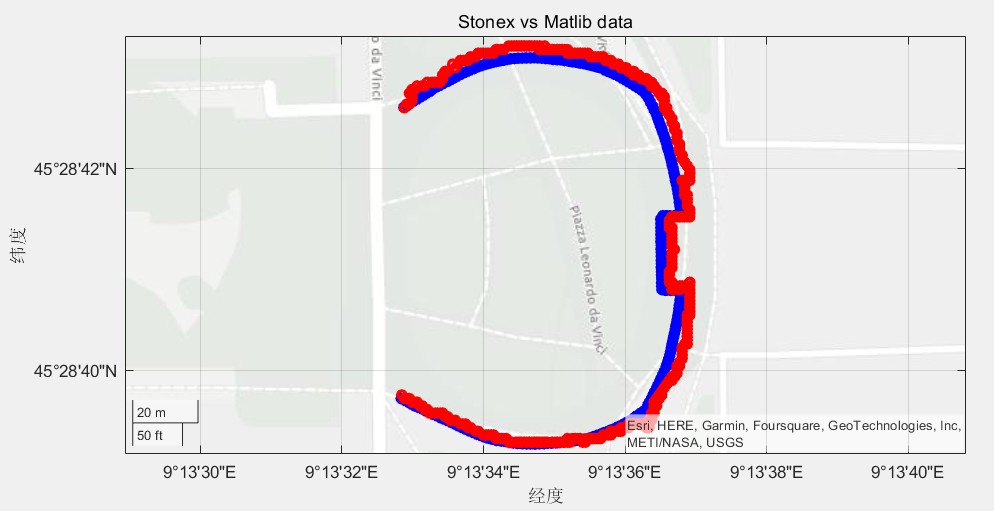 Stonex vs Matlib data
o da Vinci
Piazza Leonardo da Vinci
45°28'42"N
45°28'40"N
纬度
20 m
50 ft
Esri, HERE, Garmin, Foursquare, GeoTechnologies, Inc,
METI/NASA, USGS
9°13'30"E
9°13'32"E
9°13'34"E
9°13'36"E
9°13'38"E
9°13'40"E
经度